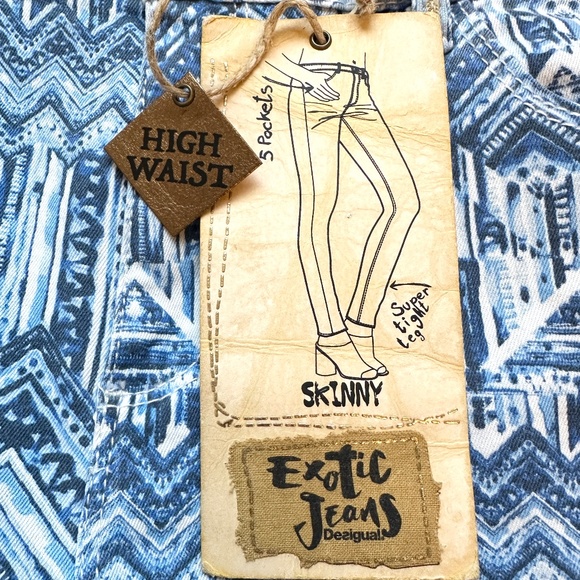 HIGH
WAIST
5 Pockets
Super
tight
leg
SKINNY
Exotic
Jeans
Desigual.